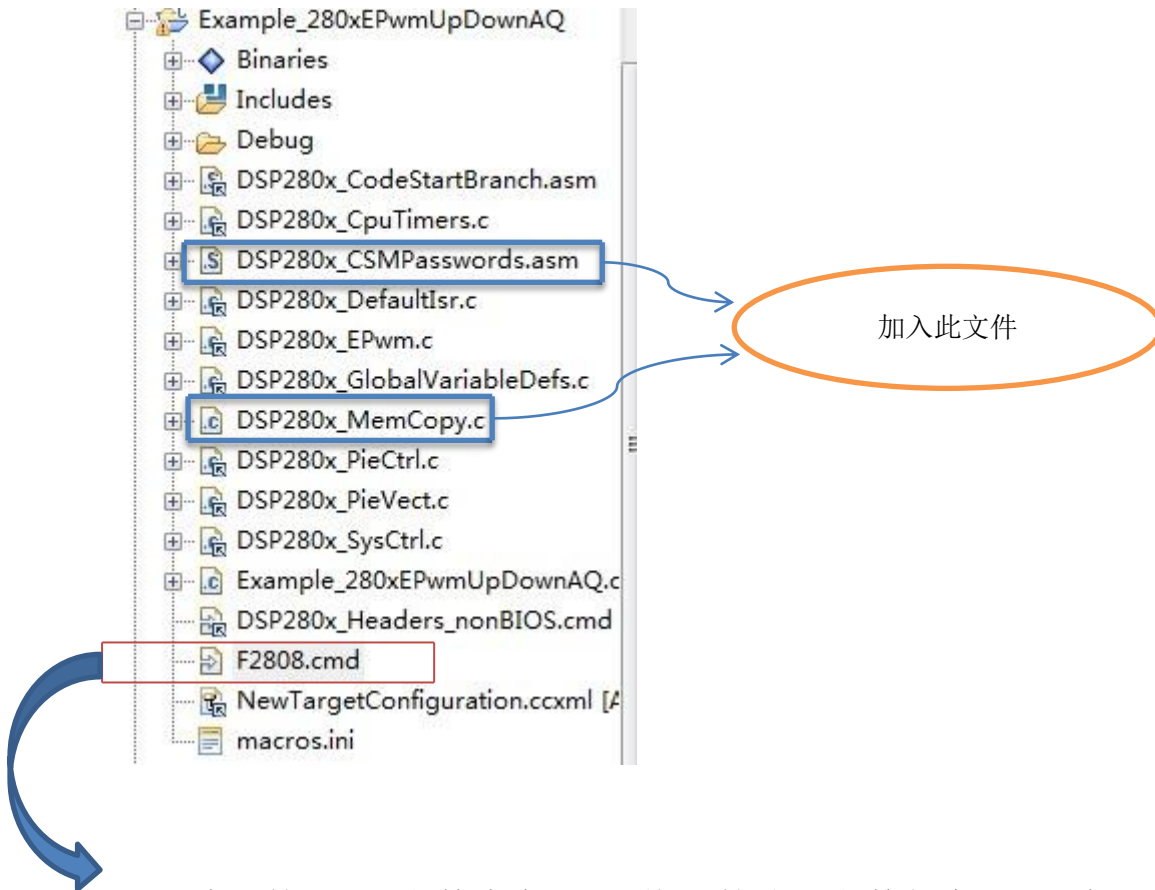 Example_280xEPwmUpDownAQ
Binaries
Includes
Debug
DSP280x_CodeStartBranch.asm
DSP280x_CpuTimers.c
DSP280x_CSMPasswords.asm
DSP280x_DefaultIsr.c
DSP280x_EPwm.c
DSP280x_GlobalVariableDefs.c
DSP280x_MemCopy.c
DSP280x_PieCtrl.c
DSP280x_PieVect.c
DSP280x_SysCtrl.c
Example_280xEPwmUpDownAQ.c
DSP280x_Headers_nonBIOS.cmd
F2808.cmd
NewTargetConfiguration.ccxml [A
macros.ini
加入此文件